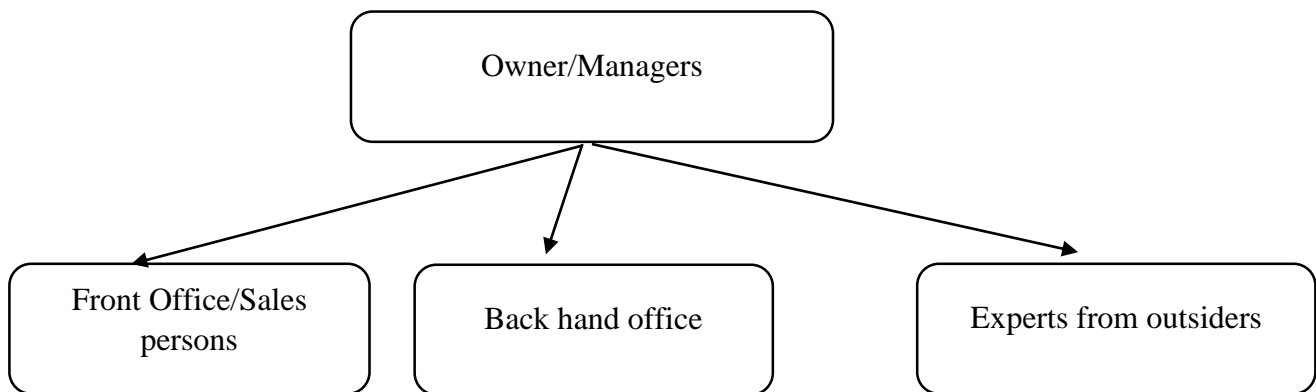 Owner/Managers
Front Office/Sales
persons
Back hand office
Experts from outsiders